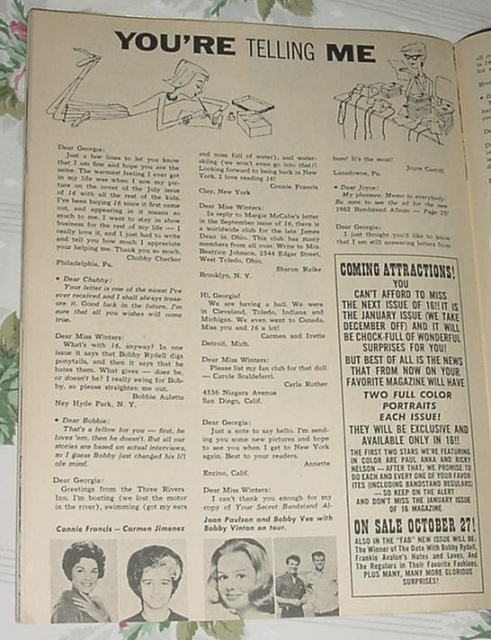 YOU'RE TELLING ME
Dear Georgia:
Just a few lines to let you know
that I am fine and hope you are
the same. The warmest feeling I ever got
in my life was when I saw my pic-
ture on the cover of the July issue
of 16 with all the rest of the kids.
I've been buying 16 since it first came
out, and appearing in it means so
much to me. I want to stay in show
business for the rest of my life — I
really love it, and I just had to write
and tell you how much I appreciate
your helping me. Thank you so much.
Chubby Checker
Philadelphia, Pa.
• Dear Chubby:
Your letter is one of the nicest I've
ever received and I shall always treas-
ure it. Good luck in the future, I'm
sure that all you wishes will come
true.
Dear Miss Winters:
What's with 16, anyway? In one
issue it says that Bobby Rydell digs
ponytails, and then it says that he
hates them. What gives — does he,
or doesn't he? I really swing for Bob-
by, so please straighten me out.
Bobbie Auletta
Ney Hyde Park, N. Y.
• Dear Bobbie:
That's a fellow for you — first, he
loves 'em, then he doesn't. But all our
stories are based on actual interviews,
so I guess Bobby just changed his li'l
ole mind.
Dear Georgia:
Greetings from the Three Rivers
Inn. I'm boating (we lost the motor
in the river), swimming (got my ears
and nose full of water), and water-
skiing (we won't even go into that)!
Looking forward to being back in New
York. I love reading 16!
Connie Francis
Clay, New York
Dear Miss Winters:
In reply to Margie McCabe's letter
in the September issue of 16, there is
a worldwide club for the late James
Dean in Ohio. This club has many
members from all over. Write to Mrs.
Beatrice Johnson, 2544 Edgar Street,
West Toledo, Ohio.
Sharon Ralke
Brooklyn, N. Y.
Hi, Georgie!
We are having a ball. We were
in Cleveland, Toledo, Indiana and
Michigan. We even went to Canada.
Miss you and 16 a lot!
Carmen and Ivette
Detroit, Mich.
Dear Miss Winters:
Please list my fan club for that doll
— Carole Scaldeferri.
Carla Rother
4536 Niagara Avenue
San Diego, Calif.
Dear Georgia:
Just a note to say hello. I'm send-
ing you some new pictures and hope
to see you when I get to New York
again. Best to your readers.
Annette
Encino, Calif.
Dear Miss Winters:
I can't thank you enough for my
copy of Your Secret Bandstand Al-
bum! It's the most!
Joyce
Lansdowne, Pa.
• Dear Joyce:
My pleasure, Memo to everybody:
Be sure to see the ad for the new
1962 Bandstand Album — Page 25!
Dear Georgia:
I just thought you'd like to know
that I am still answering letters from
COMING ATTRACTIONS!
YOU
CAN'T AFFORD TO MISS
THE NEXT ISSUE OF 16! IT IS
THE JANUARY ISSUE (WE TAKE
DECEMBER OFF) AND IT WILL
BE CHOCK-FULL OF WONDERFUL
SURPRISES FOR YOU!
BUT BEST OF ALL IS THE NEWS
THAT FROM NOW ON YOUR
FAVORITE MAGAZINE WILL HAVE
TWO FULL COLOR
PORTRAITS
EACH ISSUE!
THEY WILL BE EXCLUSIVE AND
AVAILABLE ONLY IN 16!!
THE FIRST TWO STARS WE'RE FEATURING
IN COLOR ARE PAUL ANKA AND RICKY
NELSON — AFTER THAT, WE PROMISE TO
DO EACH AND EVERY ONE OF YOUR FAVOR-
ITES (INCLUDING BANDSTAND REGULARS)
— SO KEEP ON THE ALERT
AND DON'T MISS THE JANUARY ISSUE
OF 16 MAGAZINE
ON SALE OCTOBER 27!
ALSO IN THE "FAB" NEW ISSUE WILL BE:
The Winner of The Date With Bobby Rydell,
Frankie Avalon's Hates and Loves, And
The Regulars in Their Favorite Fashions.
PLUS MANY, MANY MORE GLORIOUS
SURPRISES!
Connie Francis — Carmen Jimenez
Joan Paulson and Bobby Vee with
Bobby Vinton on tour.